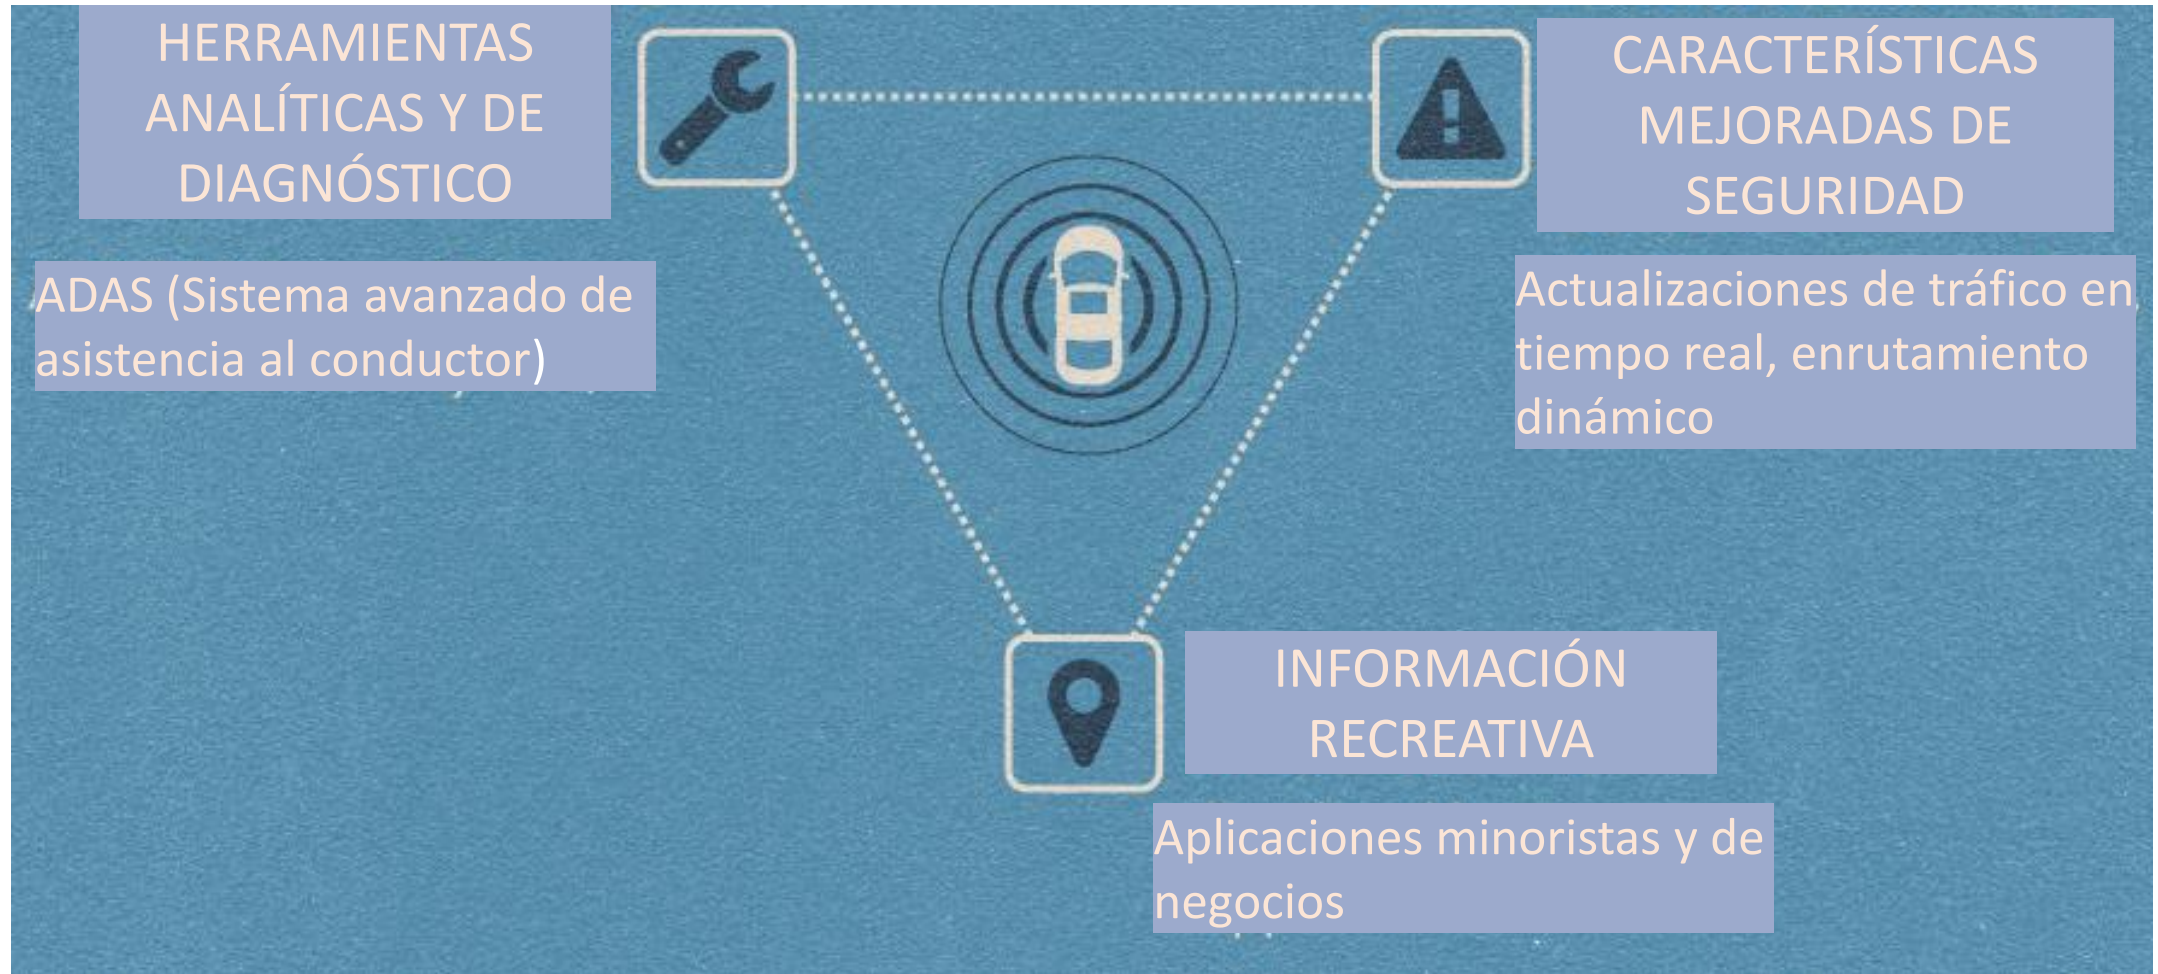 HERRAMIENTAS
ANALÍTICAS Y DE
DIAGNÓSTICO
ADAS (Sistema avanzado de
asistencia al conductor)
CARACTERÍSTICAS
MEJORADAS DE
SEGURIDAD
Actualizaciones de tráfico en
tiempo real, enrutamiento
dinámico
INFORMACIÓN
RECREATIVA
Aplicaciones minoristas y de
negocios